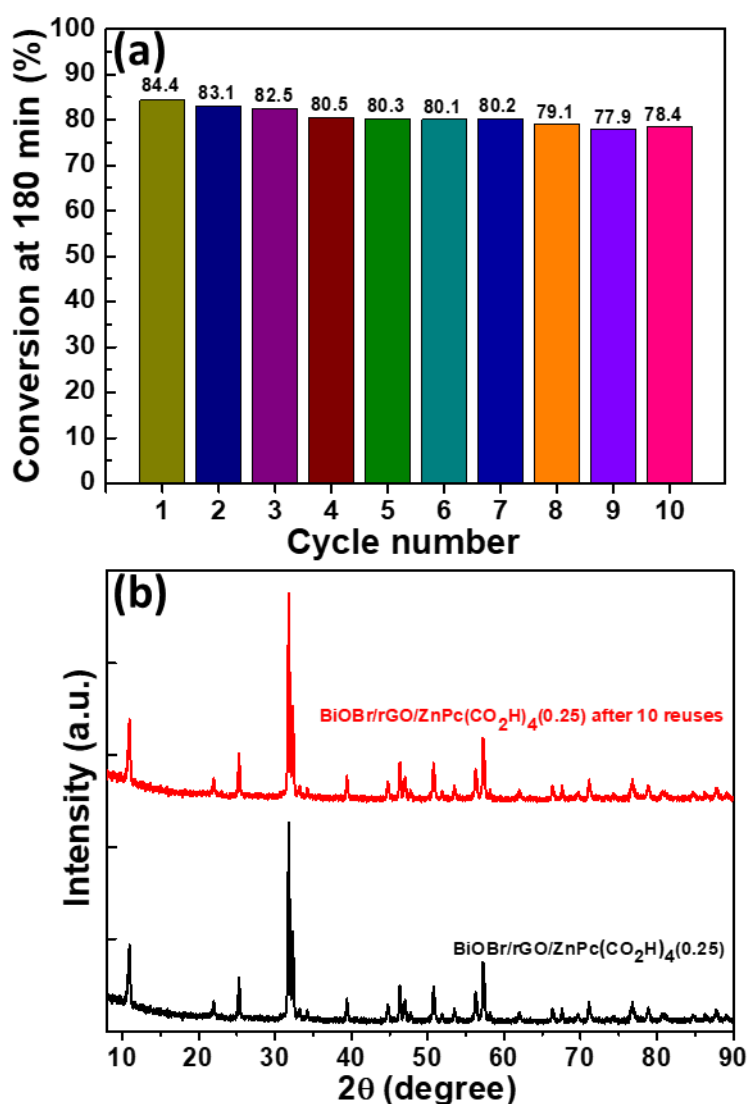 (a)
Conversion at 180 min (%)
100
90
80
70
60
50
40
30
20
10
0
84.4
83.1
82.5
80.5
80.3
80.1
80.2
79.1
77.9
78.4
1 2 3 4 5 6 7 8 9 10
Cycle number
(b)
Intensity (a.u.)
BiOBr/rGO/ZnPc(CO₂H)₄(0.25) after 10 reuses
BiOBr/rGO/ZnPc(CO₂H)₄(0.25)
10 20 30 40 50 60 70 80 90
2θ (degree)